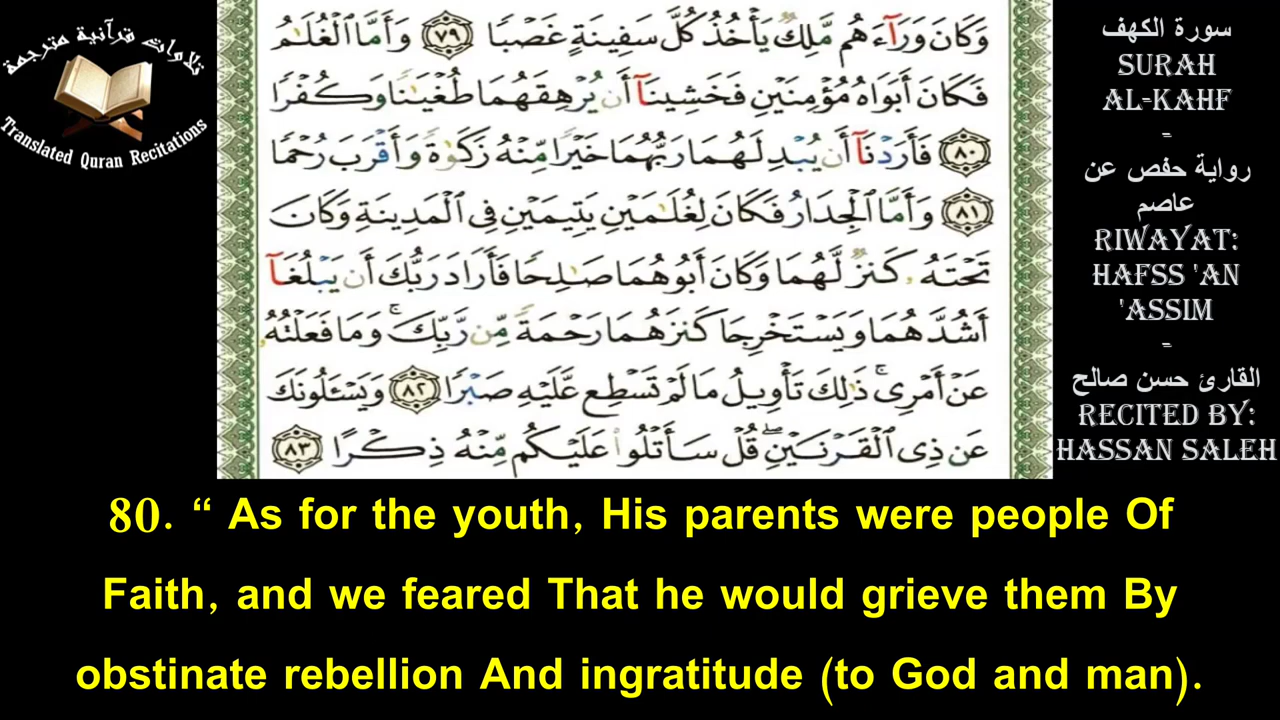 تلاوات قرآنية مترجمة
Translated Quran Recitations
وَكَانَ وَرَآءَهُم مَّلِكٌ يَأْخُذُ كُلَّ سَفِينَةٍ غَصْبًا ۝٧٩ وَأَمَّا الْغُلَٰمُ
فَكَانَ أَبَوَاهُ مُؤْمِنَيْنِ فَخَشِينَآ أَن يُرْهِقَهُمَا طُغْيَٰنًا وَكُفْرًا
۝٨٠ فَأَرَدْنَآ أَن يُبْدِلَهُمَا رَبُّهُمَا خَيْرًا مِّنْهُ زَكَوٰةً وَأَقْرَبَ رُحْمًا
۝٨١ وَأَمَّا الْجِدَارُ فَكَانَ لِغُلَٰمَيْنِ يَتِيمَيْنِ فِى الْمَدِينَةِ وَكَانَ
تَحْتَهُۥ كَنزٌ لَّهُمَا وَكَانَ أَبُوهُمَا صَٰلِحًا فَأَرَادَ رَبُّكَ أَن يَبْلُغَآ
أَشُدَّهُمَا وَيَسْتَخْرِجَا كَنزَهُمَا رَحْمَةً مِّن رَّبِّكَ ۚ وَمَا فَعَلْتُهُۥ
عَنْ أَمْرِى ۚ ذَٰلِكَ تَأْوِيلُ مَا لَمْ تَسْطِع عَّلَيْهِ صَبْرًا ۝٨٢ وَيَسْـَٔلُونَكَ
عَن ذِى الْقَرْنَيْنِ ۖ قُلْ سَأَتْلُوا۟ عَلَيْكُم مِّنْهُ ذِكْرًا ۝٨٣
سورة الكهف
SURAH
AL-KAHF
-
رواية حفص عن
عاصم
RIWAYAT:
HAFSS 'AN
'ASSIM
-
القارئ حسن صالح
RECITED BY:
HASSAN SALEH
80. “ As for the youth, His parents were people Of
Faith, and we feared That he would grieve them By
obstinate rebellion And ingratitude (to God and man).